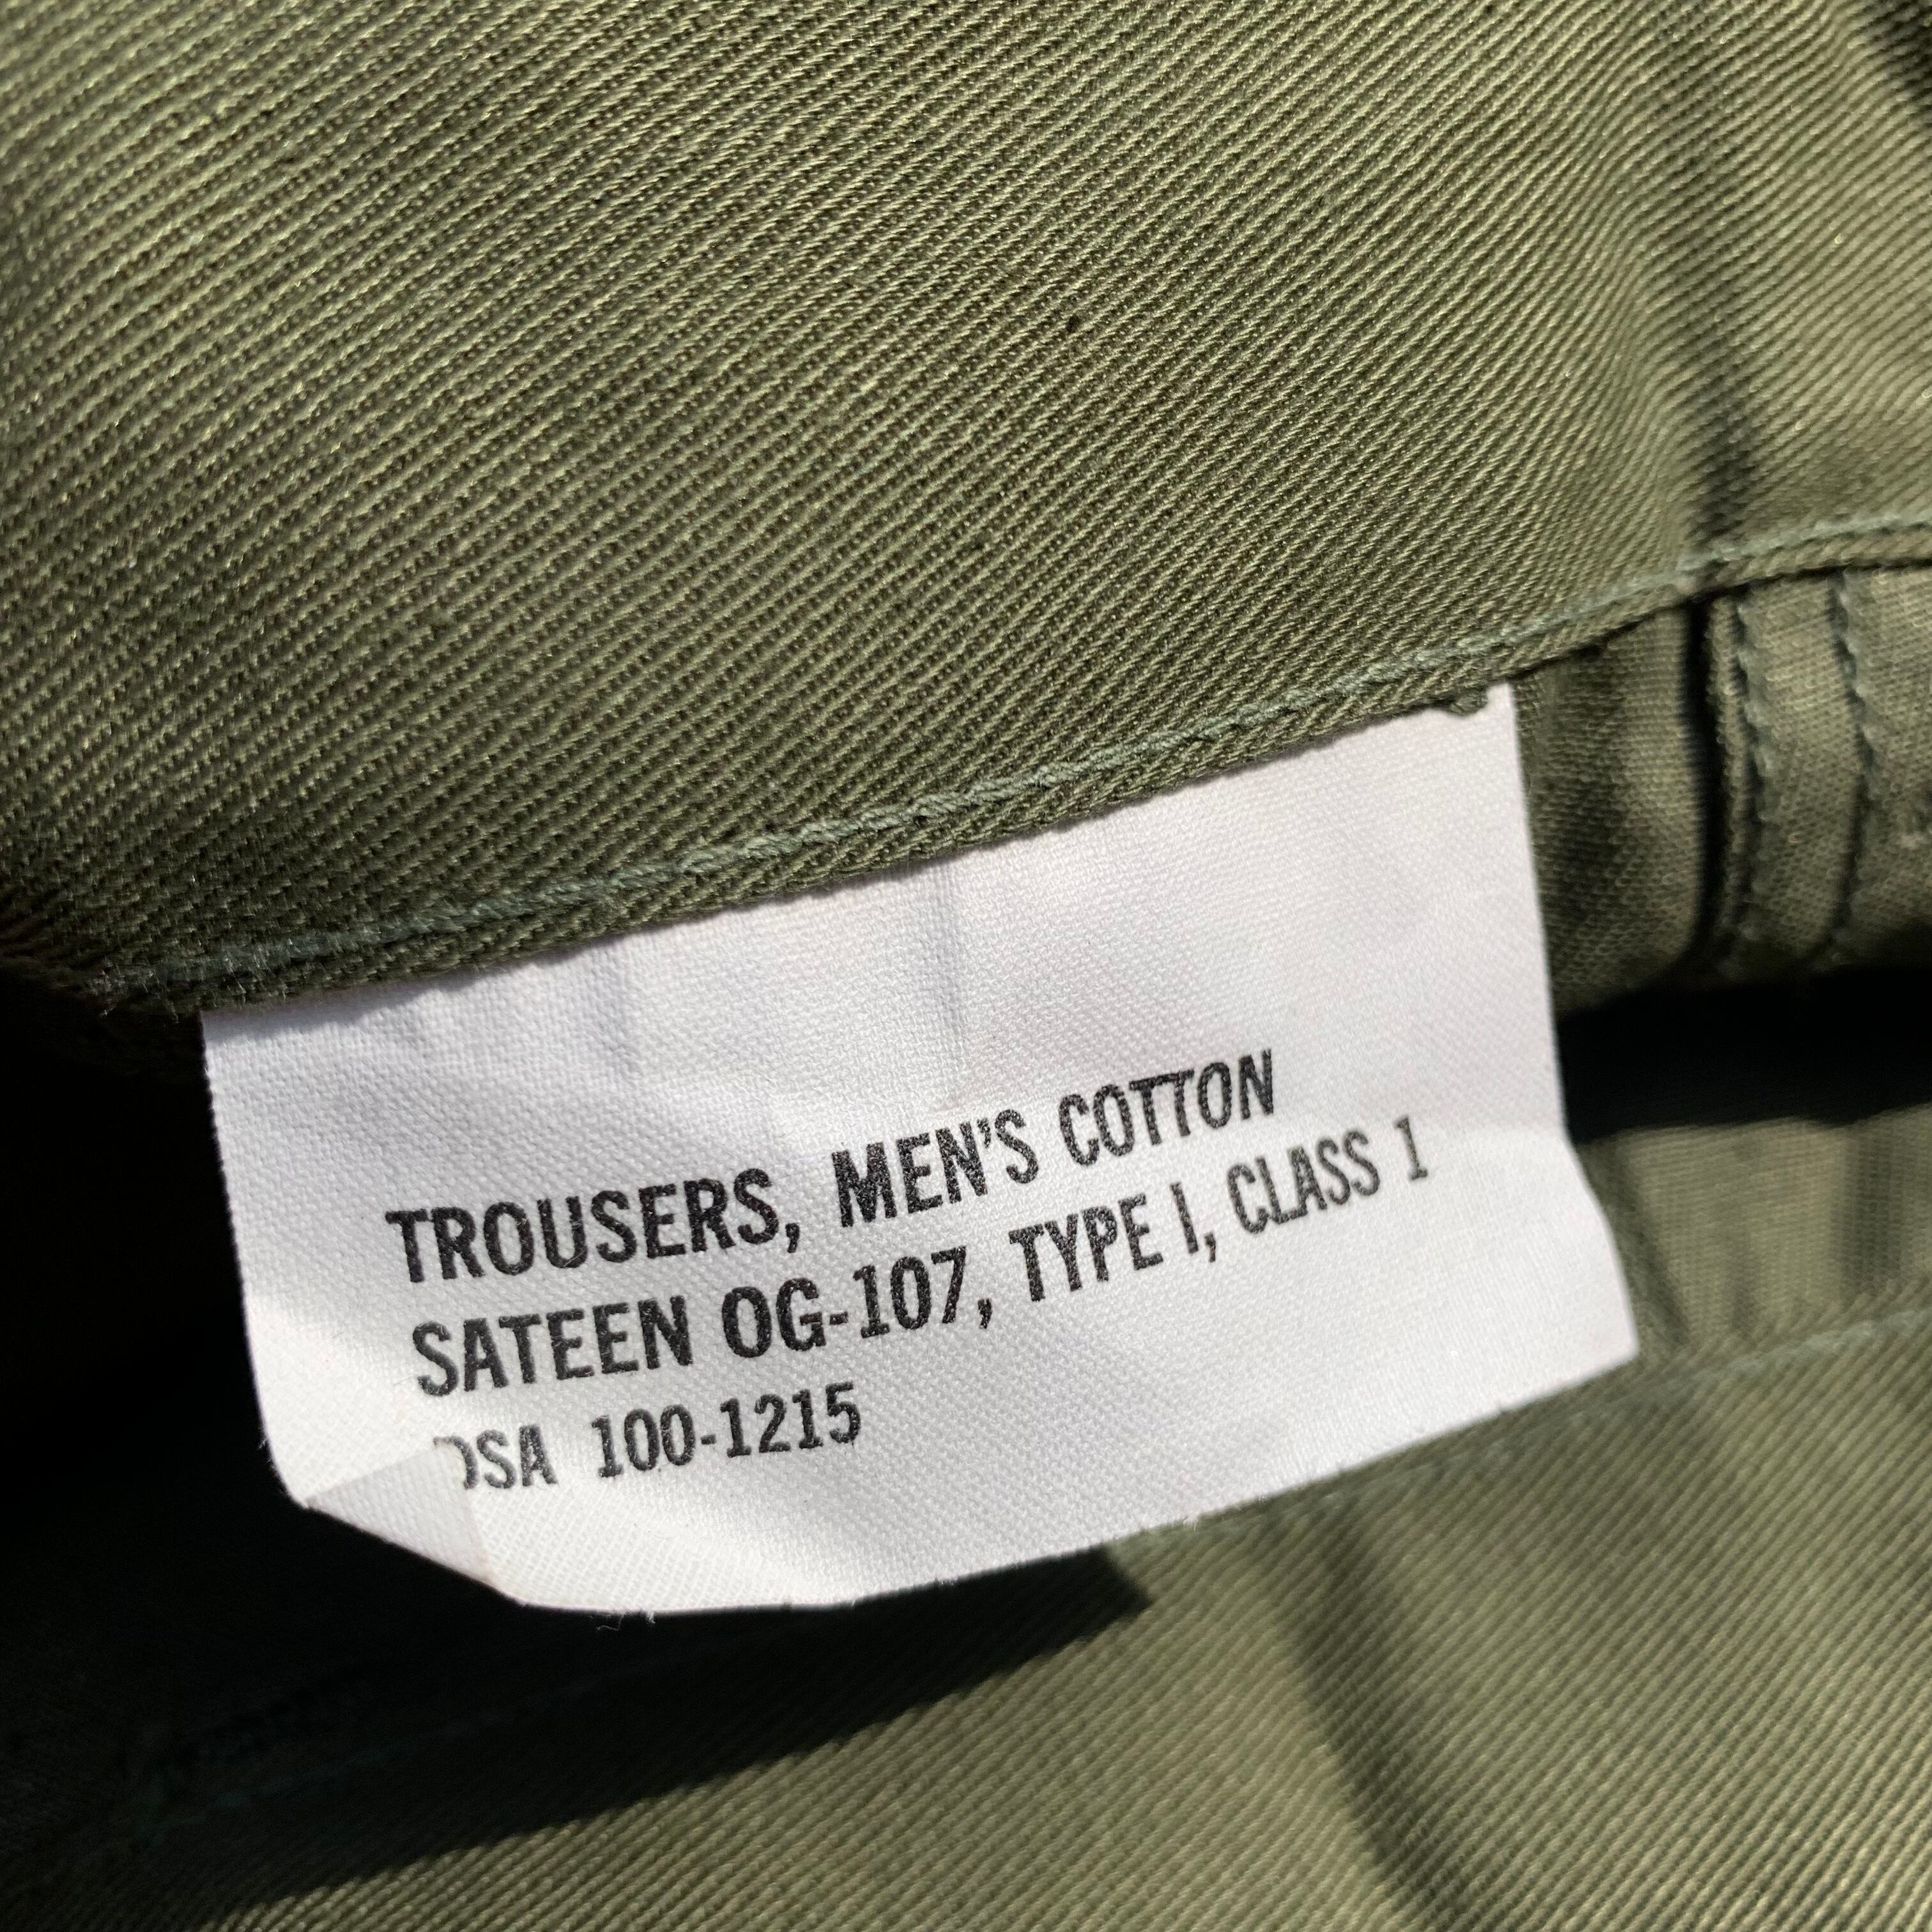 TROUSERS, MEN'S COTTON
SATEEN OG-107, TYPE I, CLASS 1
DSA 100-1215